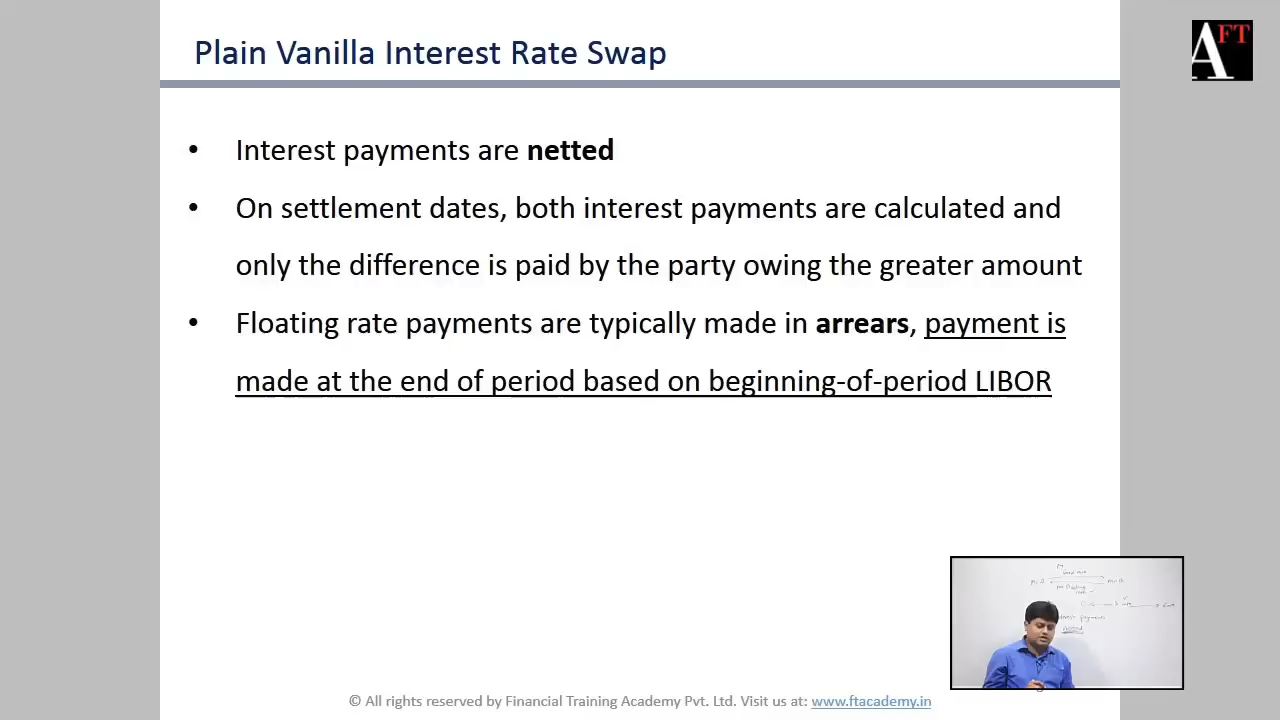 Plain Vanilla Interest Rate Swap
AFT
• Interest payments are netted
• On settlement dates, both interest payments are calculated and
only the difference is paid by the party owing the greater amount
• Floating rate payments are typically made in arrears, payment is
made at the end of period based on beginning-of-period LIBOR
payments
© All rights reserved by Financial Training Academy Pvt. Ltd. Visit us at: www.ftacademy.in